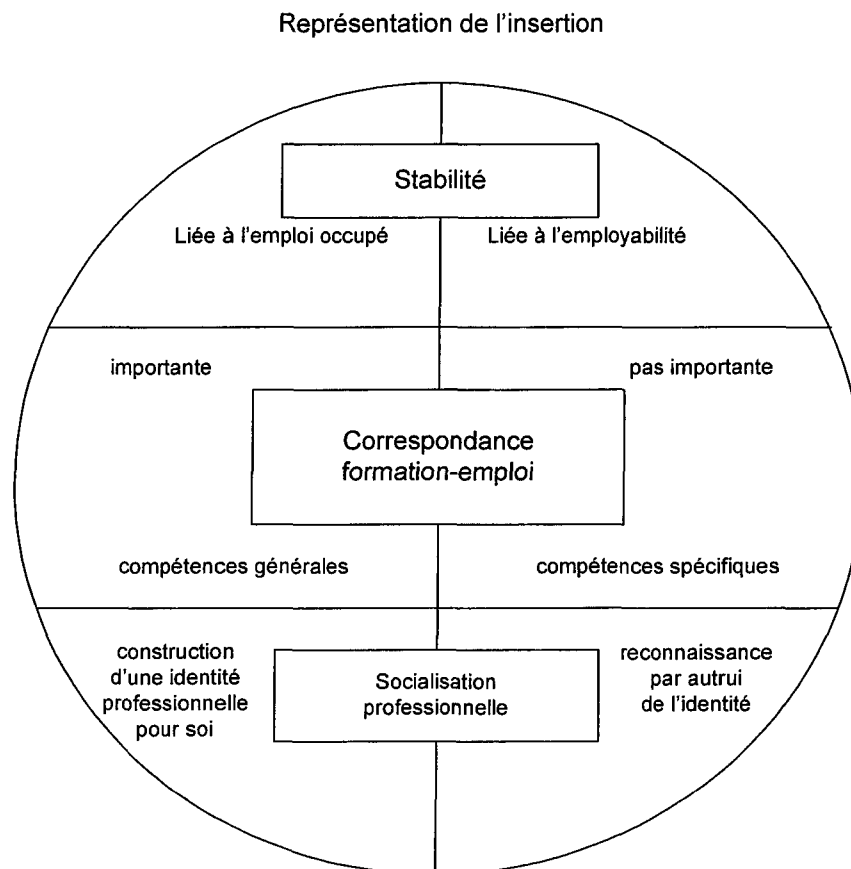 Représentation de l'insertion
Stabilité
Liée à l'emploi occupé
Liée à l'employabilité
importante
pas importante
Correspondance
formation-emploi
compétences générales
compétences spécifiques
construction
d'une identité
professionnelle
pour soi
Socialisation
professionnelle
reconnaissance
par autrui
de l'identité